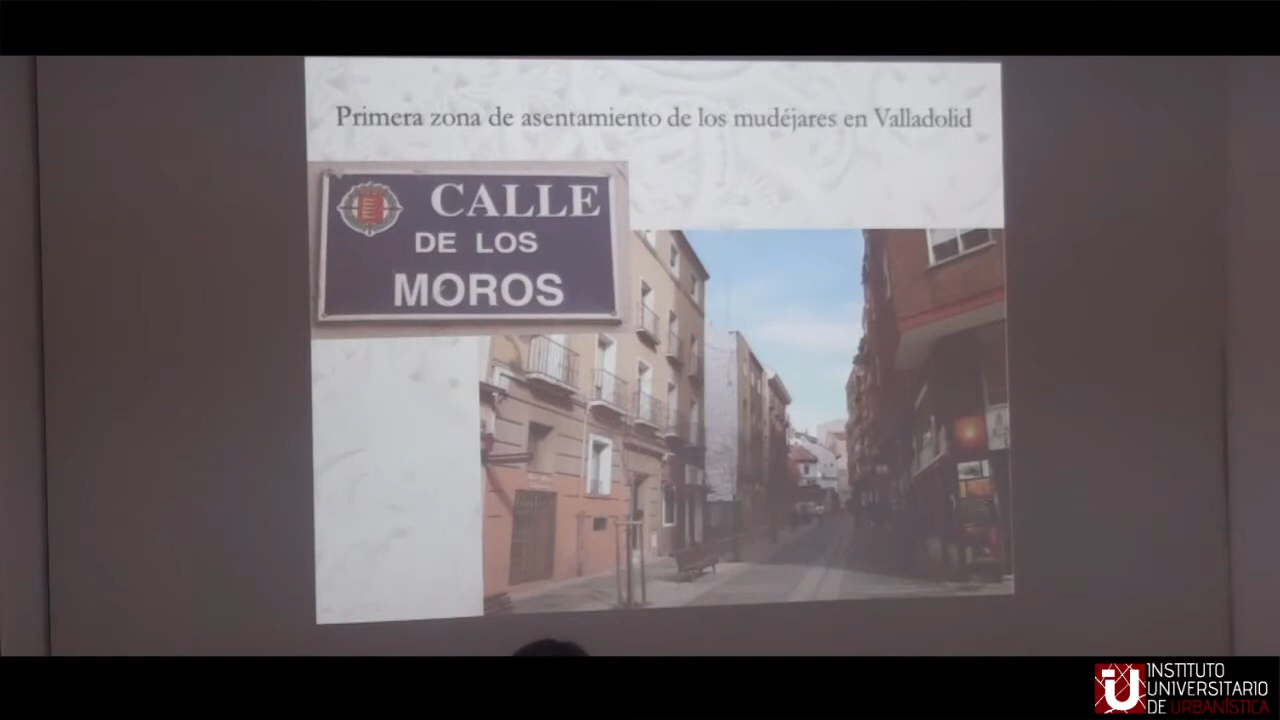 Primera zona de asentamiento de los mudéjares en Valladolid
CALLE
DE LOS
MOROS
INSTITUTO
UNIVERSITARIO
DE URBANÍSTICA